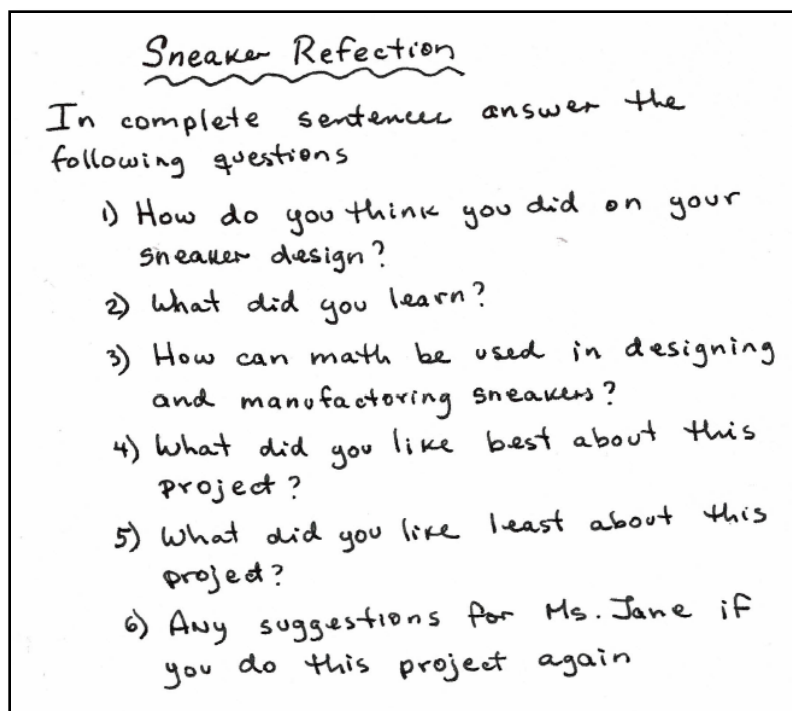 Sneaker Refection
In complete sentences answer the
following questions
1) How do you think you did on your
sneaker design?
2) What did you learn?
3) How can math be used in designing
and manufactoring sneakers?
4) What did you like best about this
project?
5) What did you like least about this
project?
6) Any suggestions for Ms. Jane if
you do this project again